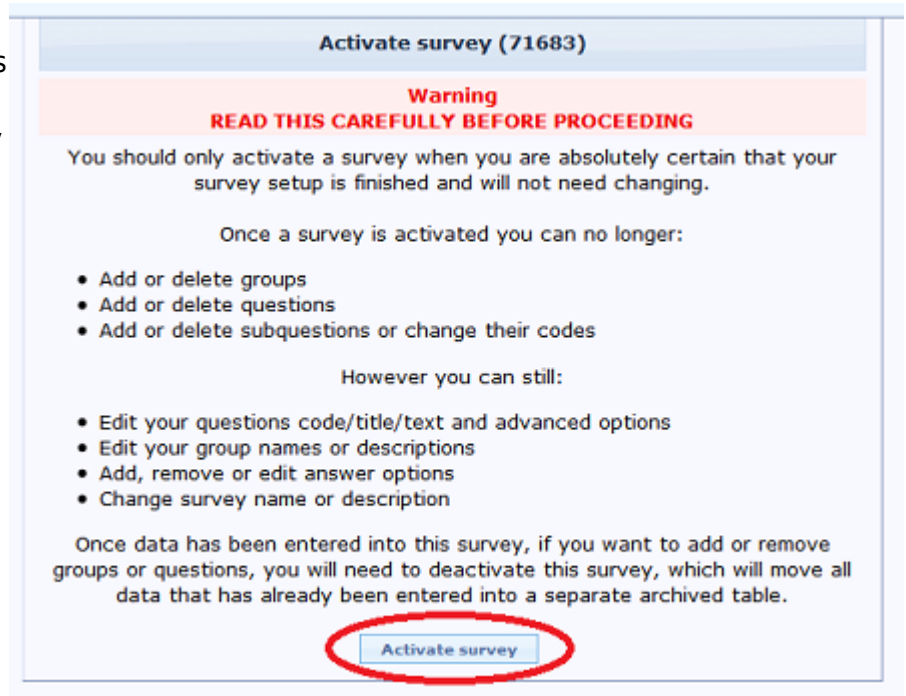 Activate survey (71683)
s
Warning
READ THIS CAREFULLY BEFORE PROCEEDING
You should only activate a survey when you are absolutely certain that your
survey setup is finished and will not need changing.
Once a survey is activated you can no longer:
• Add or delete groups
• Add or delete questions
• Add or delete subquestions or change their codes
However you can still:
• Edit your questions code/title/text and advanced options
• Edit your group names or descriptions
• Add, remove or edit answer options
• Change survey name or description
Once data has been entered into this survey, if you want to add or remove
groups or questions, you will need to deactivate this survey, which will move all
data that has already been entered into a separate archived table.
Activate survey